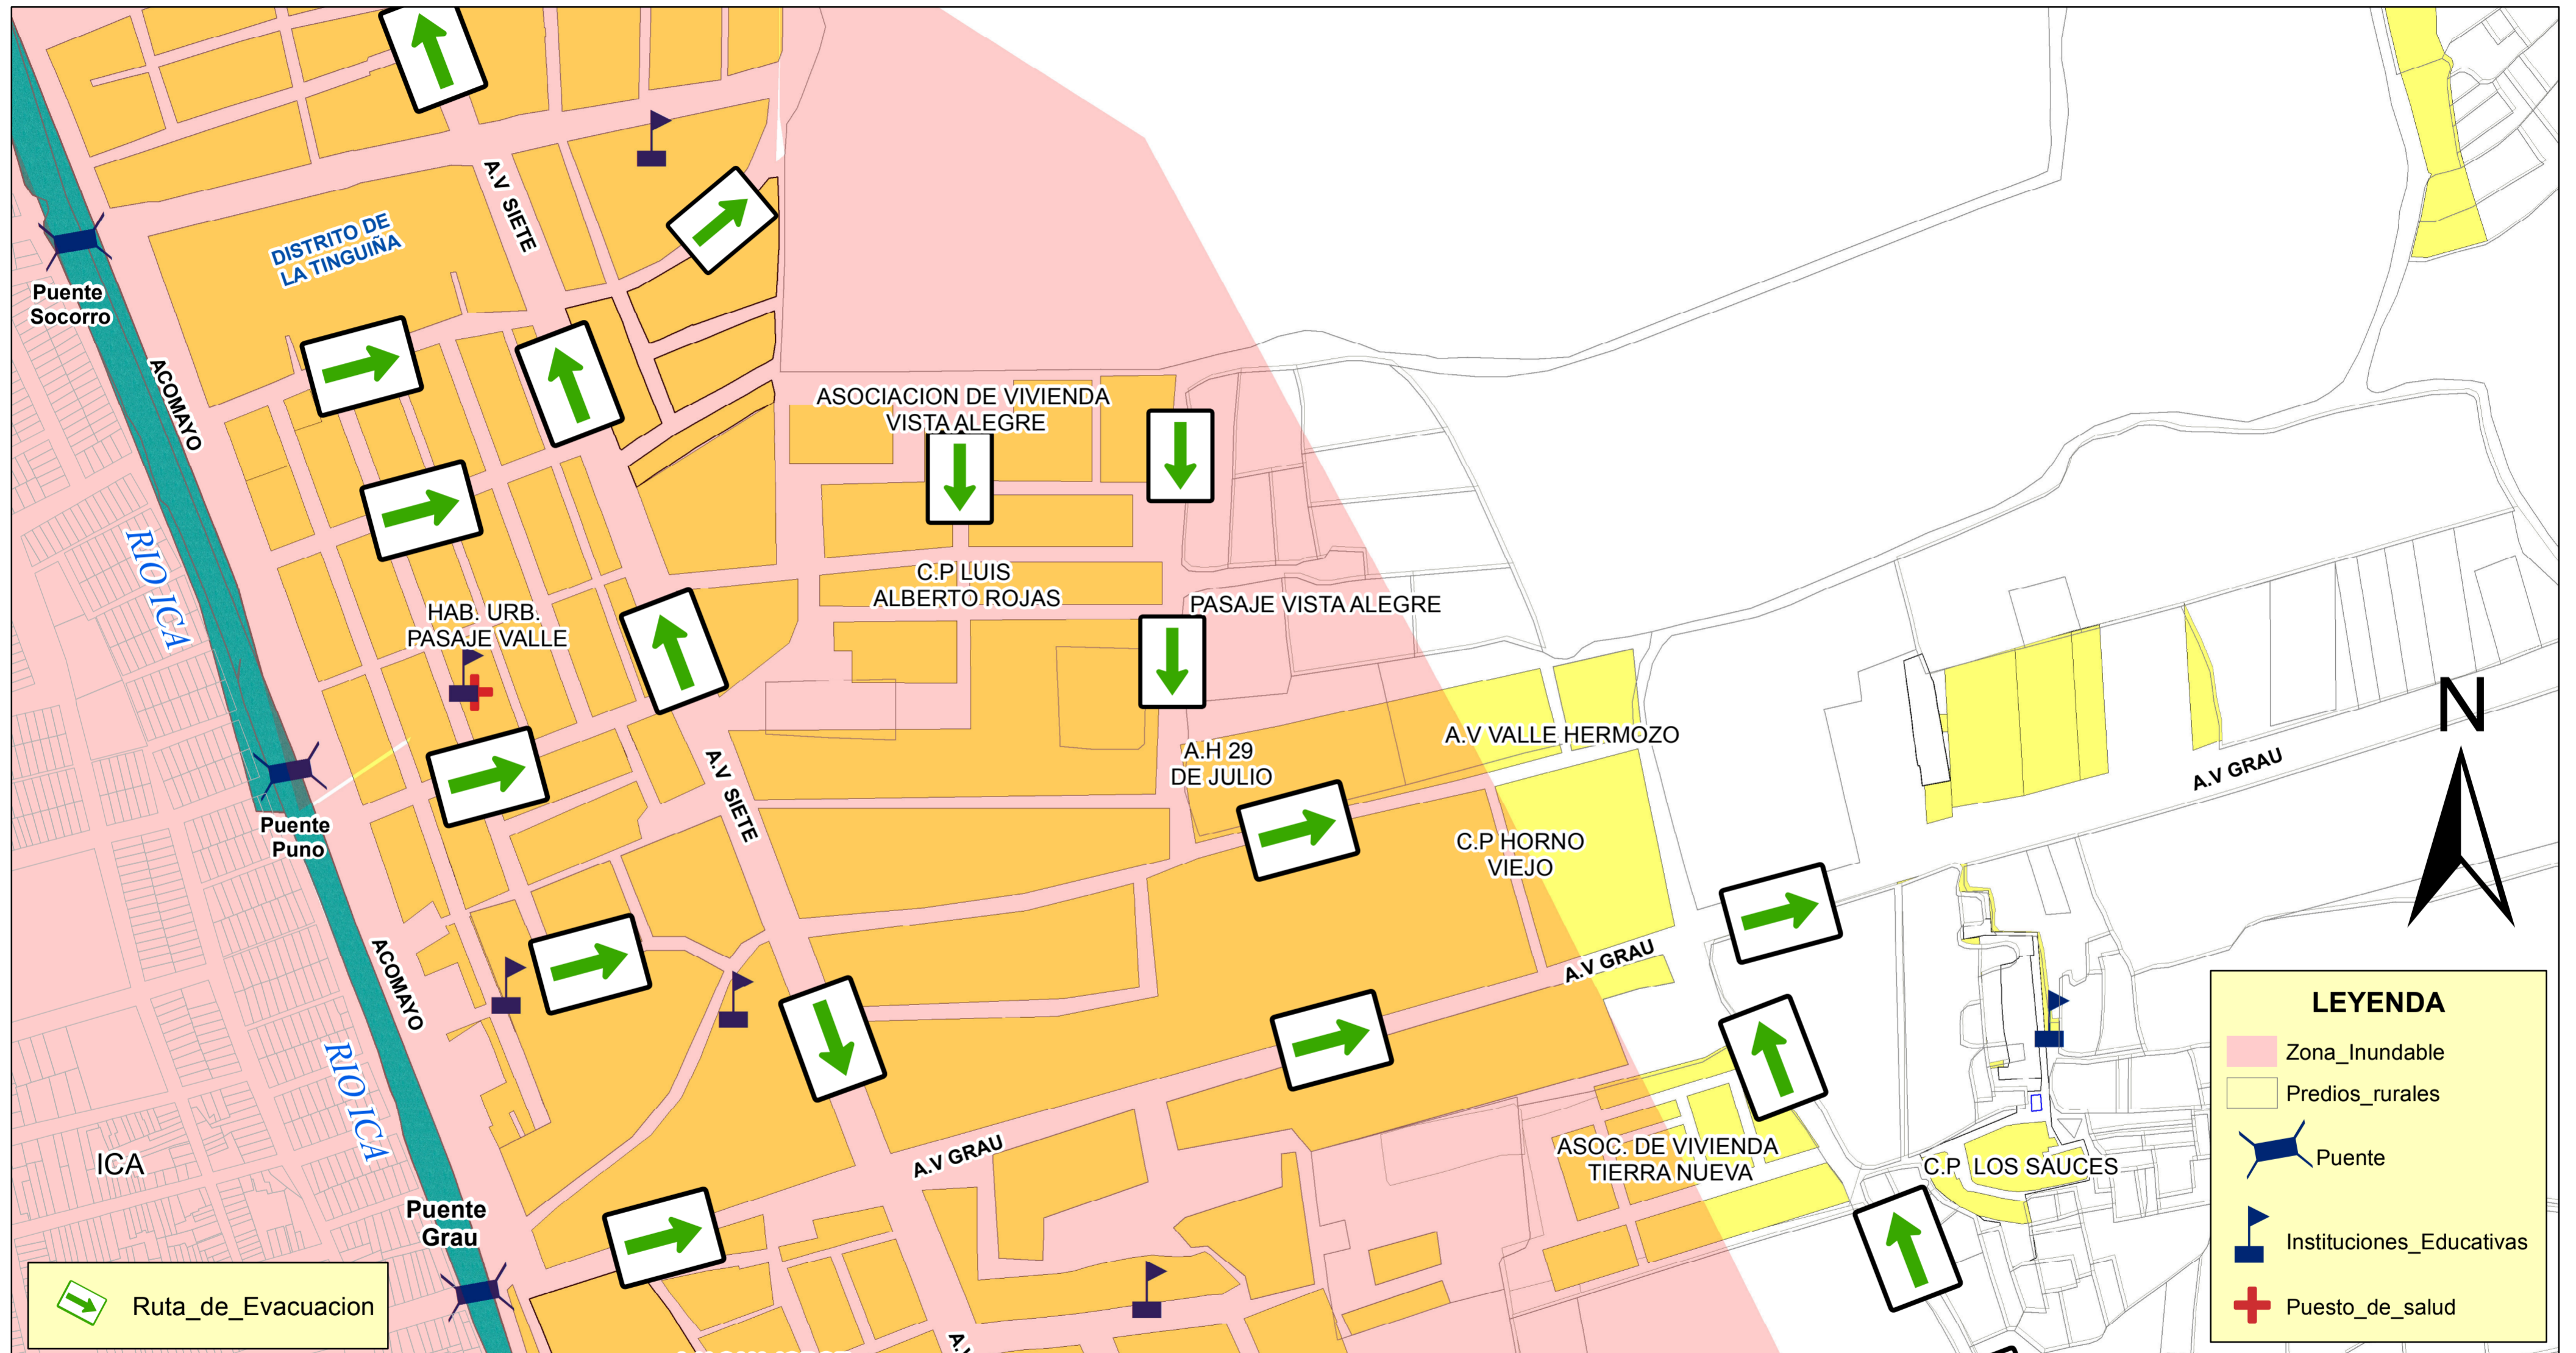 A.V SIETE
DISTRITO DE
LA TINGUIÑA
Puente
Socorro
ACOMAYO
ASOCIACION DE VIVIENDA
VISTA ALEGRE
RIO ICA
C.P LUIS
ALBERTO ROJAS
PASAJE VISTA ALEGRE
HAB. URB.
PASAJE VALLE
N
A.V VALLE HERMOZO
A.H 29
DE JULIO
A.V GRAU
A.V SIETE
Puente
Puno
C.P HORNO
VIEJO
ACOMAYO
A.V GRAU
RIO ICA
ICA
A.V GRAU
ASOC. DE VIVIENDA
TIERRA NUEVA
C.P LOS SAUCES
Puente
Grau
Ruta_de_Evacuacion
LEYENDA
Zona_Inundable
Predios_rurales
Puente
Instituciones_Educativas
Puesto_de_salud